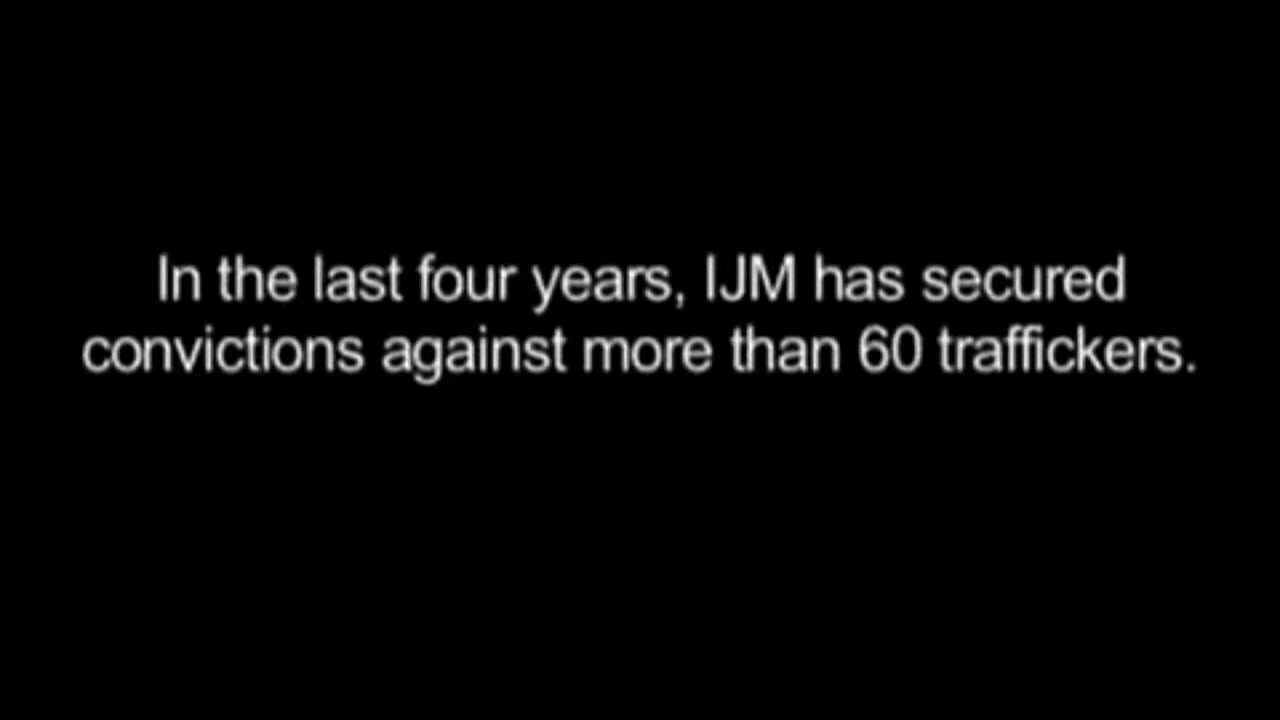 In the last four years, IJM has secured
convictions against more than 60 traffickers.